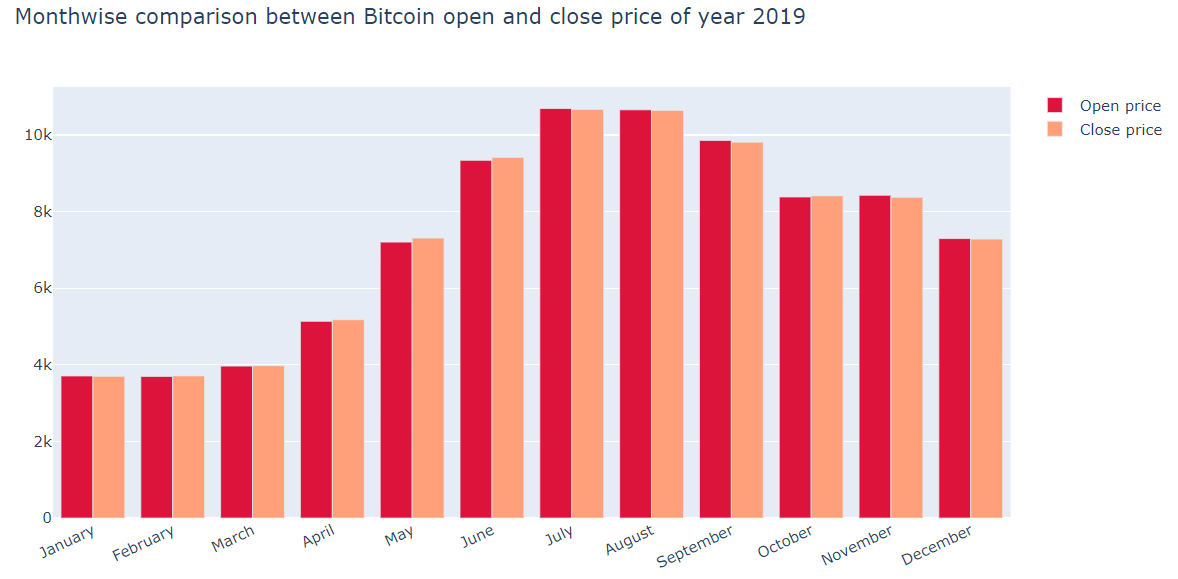 Monthwise comparison between Bitcoin open and close price of year 2019
Open price
Close price
10k
8k
6k
4k
2k
0
January
February
March
April
May
June
July
August
September
October
November
December